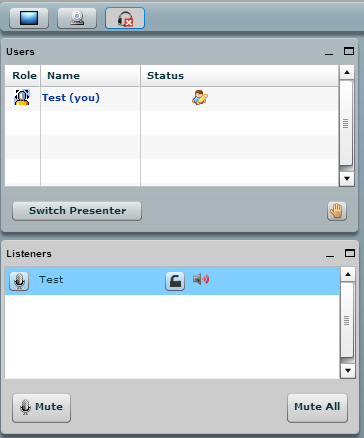 Users
Role Name Status
Test (you)
Switch Presenter
Listeners
Test
Mute
Mute All